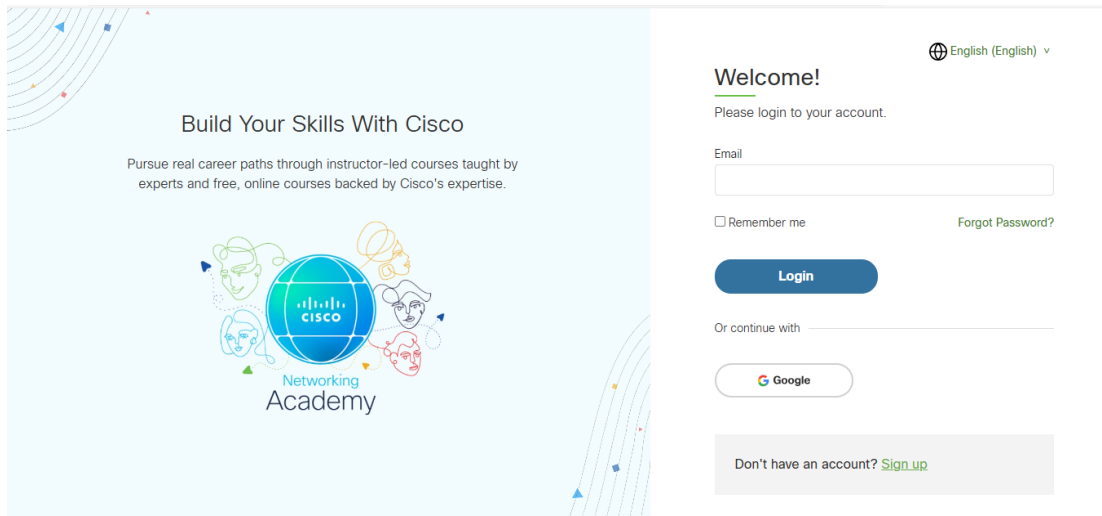 Build Your Skills With Cisco
Pursue real career paths through instructor-led courses taught by
experts and free, online courses backed by Cisco's expertise.
CISCO
Networking
Academy
English (English)
Welcome!
Please login to your account.
Email
Remember me
Forgot Password?
Login
Or continue with
Google
Don't have an account? Sign up